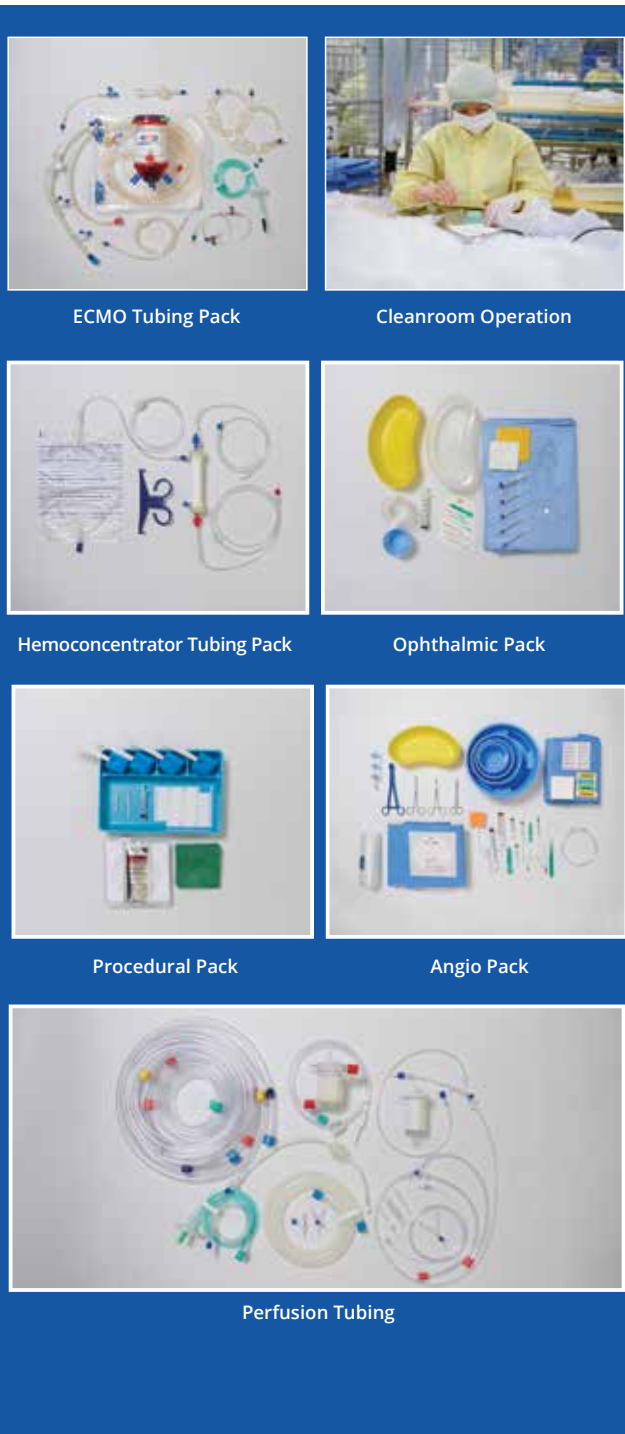 ECMO Tubing Pack
Cleanroom Operation
Hemoconcentrator Tubing Pack
Ophthalmic Pack
Procedural Pack
Angio Pack
Perfusion Tubing